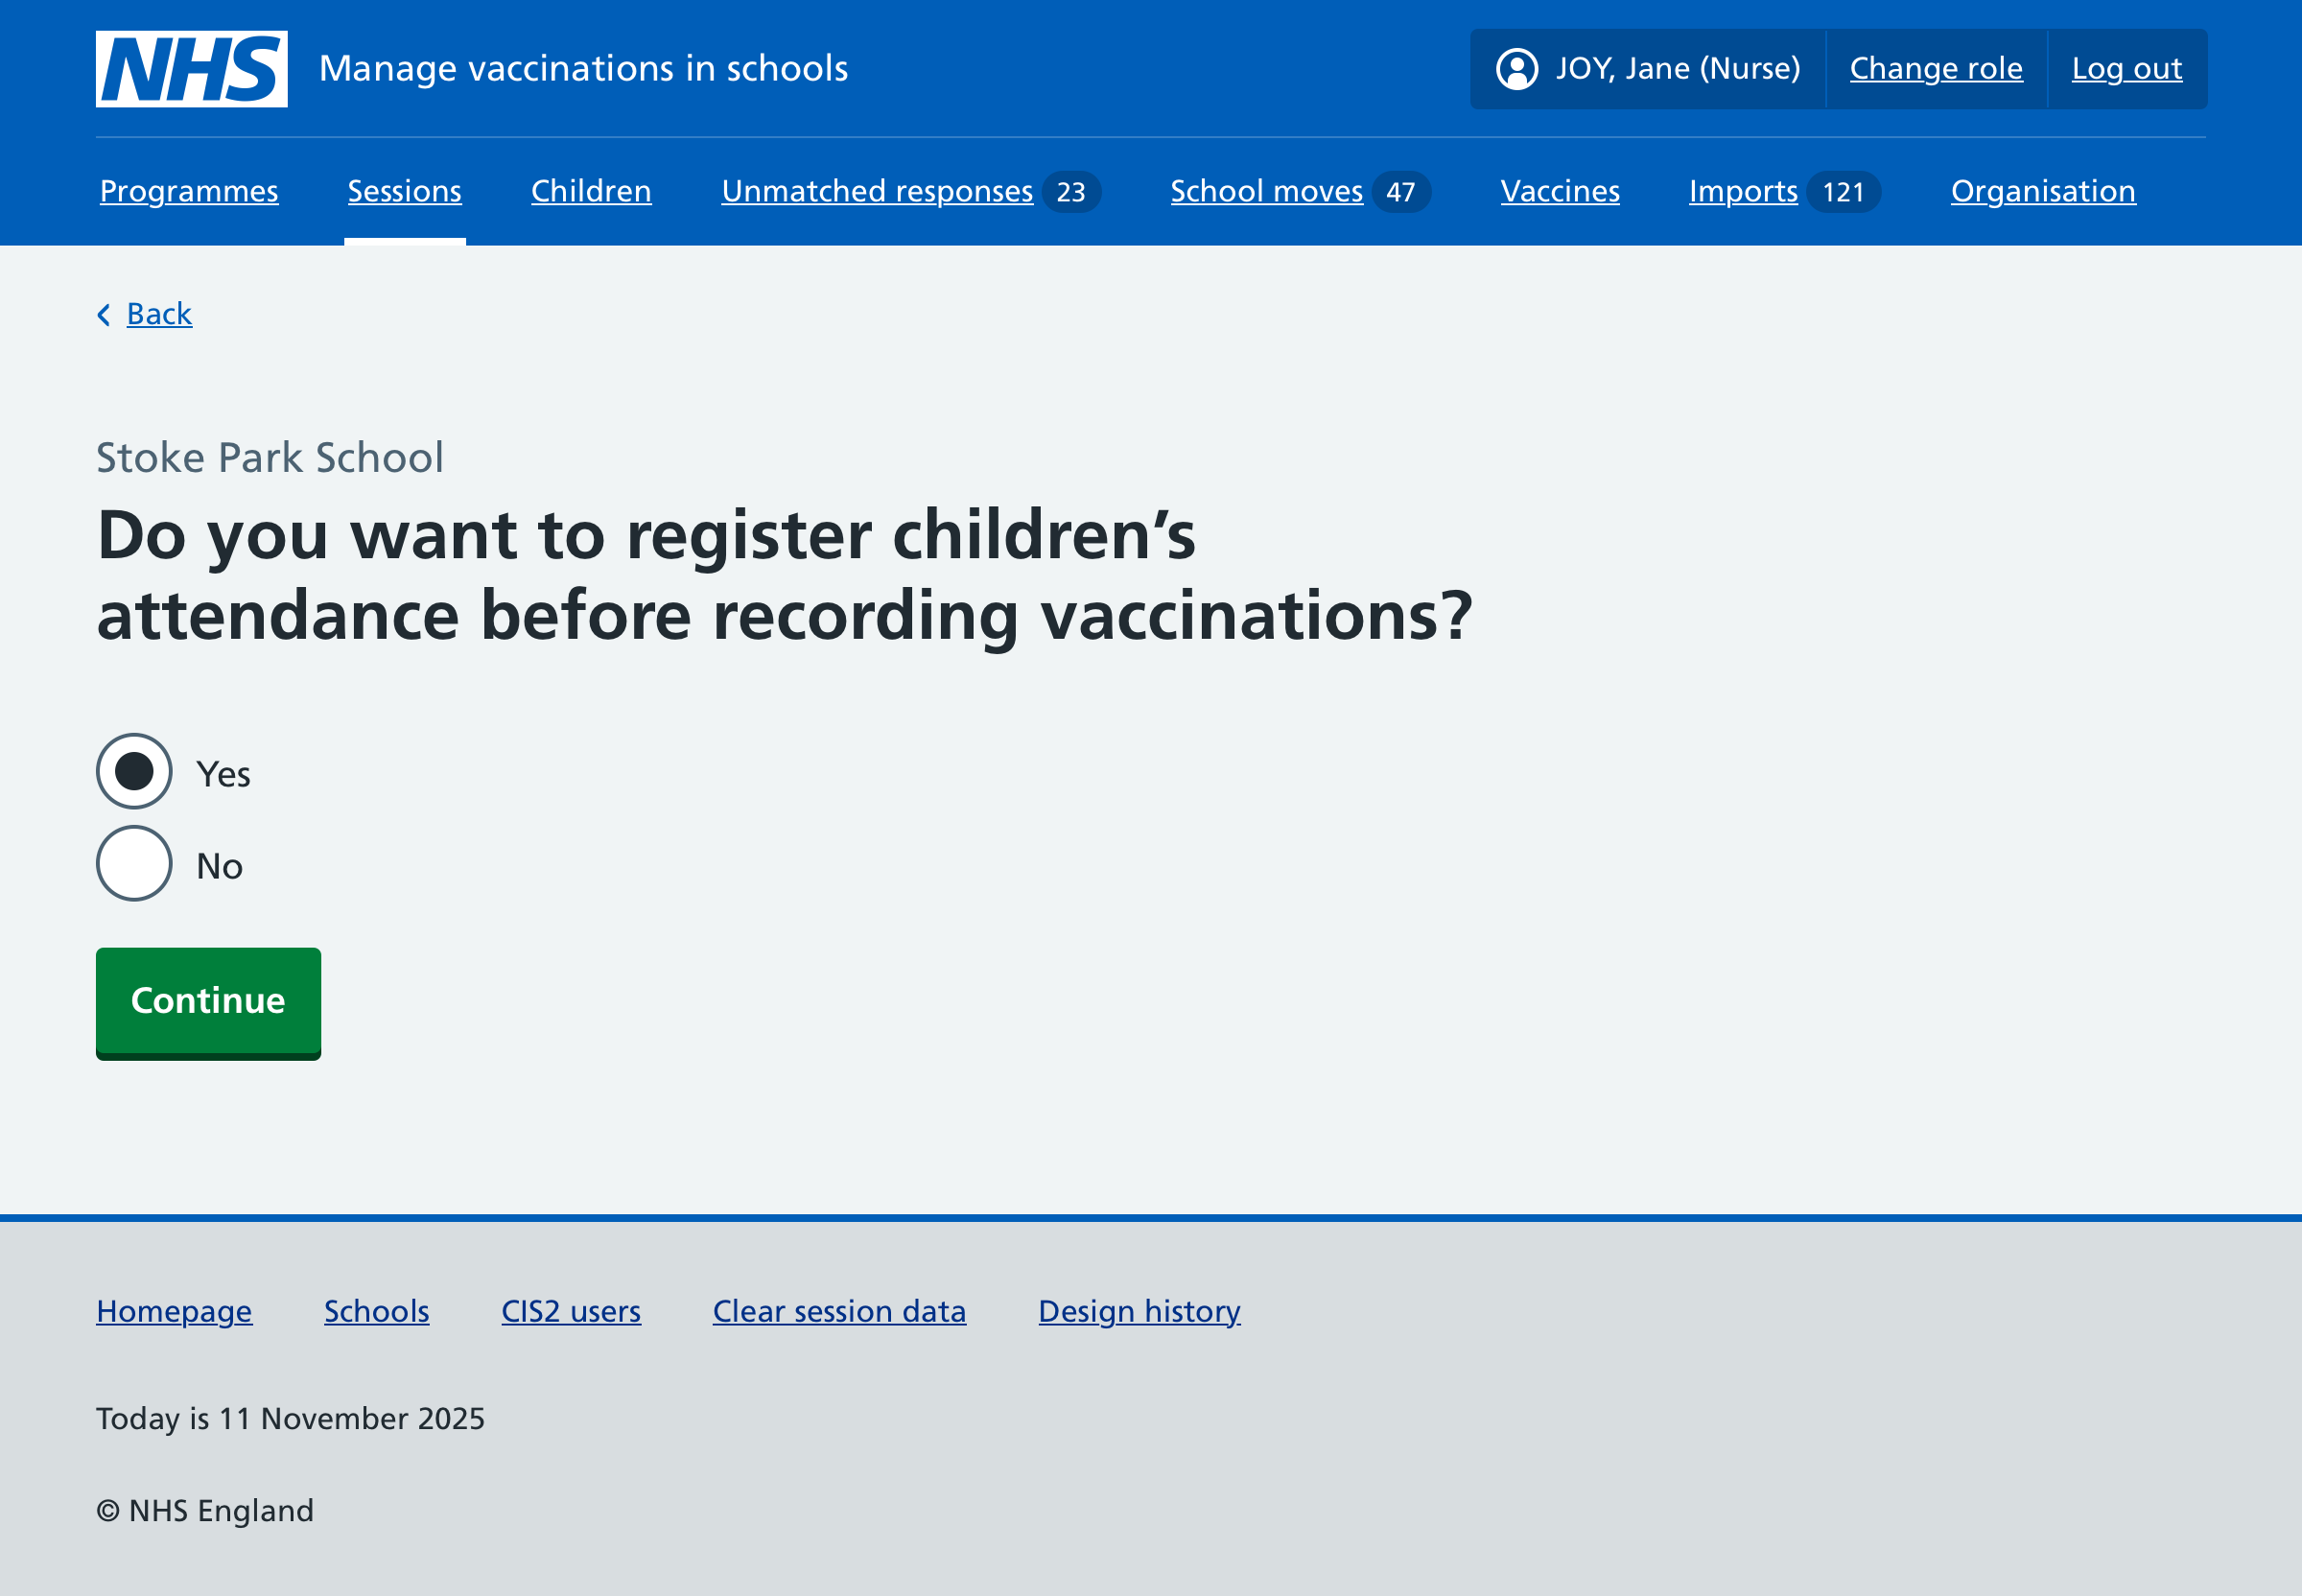 NHS Manage vaccinations in schools JOY, Jane (Nurse) Change role Log out
Programmes Sessions Children Unmatched responses 23 School moves 47 Vaccines Imports 121 Organisation
Back
Stoke Park School
Do you want to register children’s
attendance before recording vaccinations?
Yes
No
Continue
Homepage Schools CIS2 users Clear session data Design history
Today is 11 November 2025
© NHS England